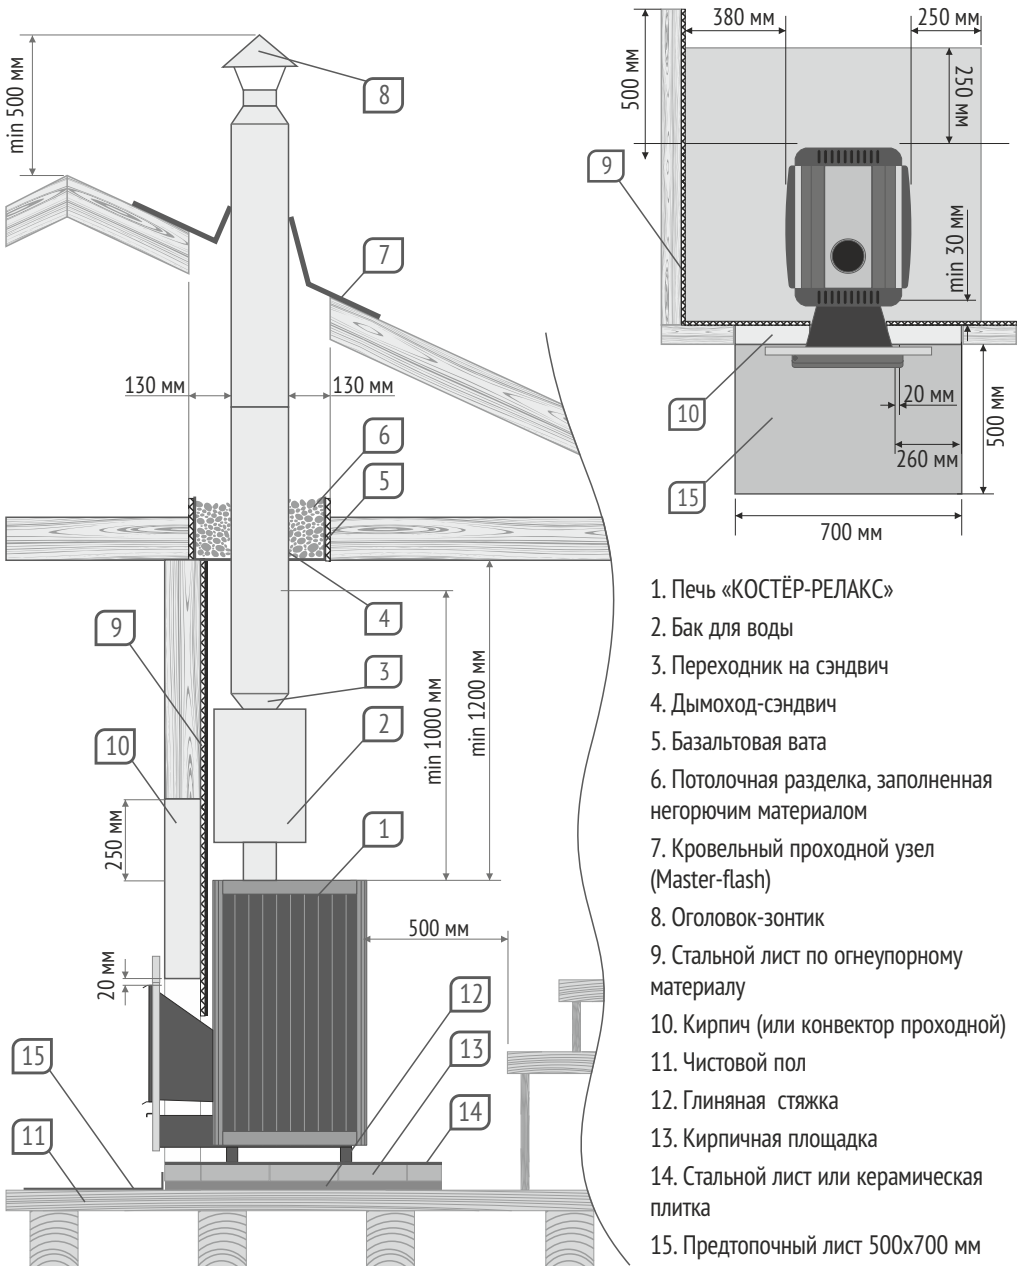 min 500 мм
8
7
130 мм
130 мм
6
5
4
9
3
min 1000 мм
min 1200 мм
2
10
250 мм
1
500 мм
20 мм
12
13
15
14
11
500 мм
380 мм
250 мм
250 мм
9
min 30 мм
10
20 мм
500 мм
260 мм
15
700 мм
1. Печь «КОСТЁР-РЕЛАКС»
2. Бак для воды
3. Переходник на сэндвич
4. Дымоход-сэндвич
5. Базальтовая вата
6. Потолочная разделка, заполненная
негорючим материалом
7. Кровельный проходной узел
(Master-flash)
8. Оголовок-зонтик
9. Стальной лист по огнеупорному
материалу
10. Кирпич (или конвектор проходной)
11. Чистовой пол
12. Глиняная стяжка
13. Кирпичная площадка
14. Стальной лист или керамическая
плитка
15. Предтопочный лист 500х700 мм